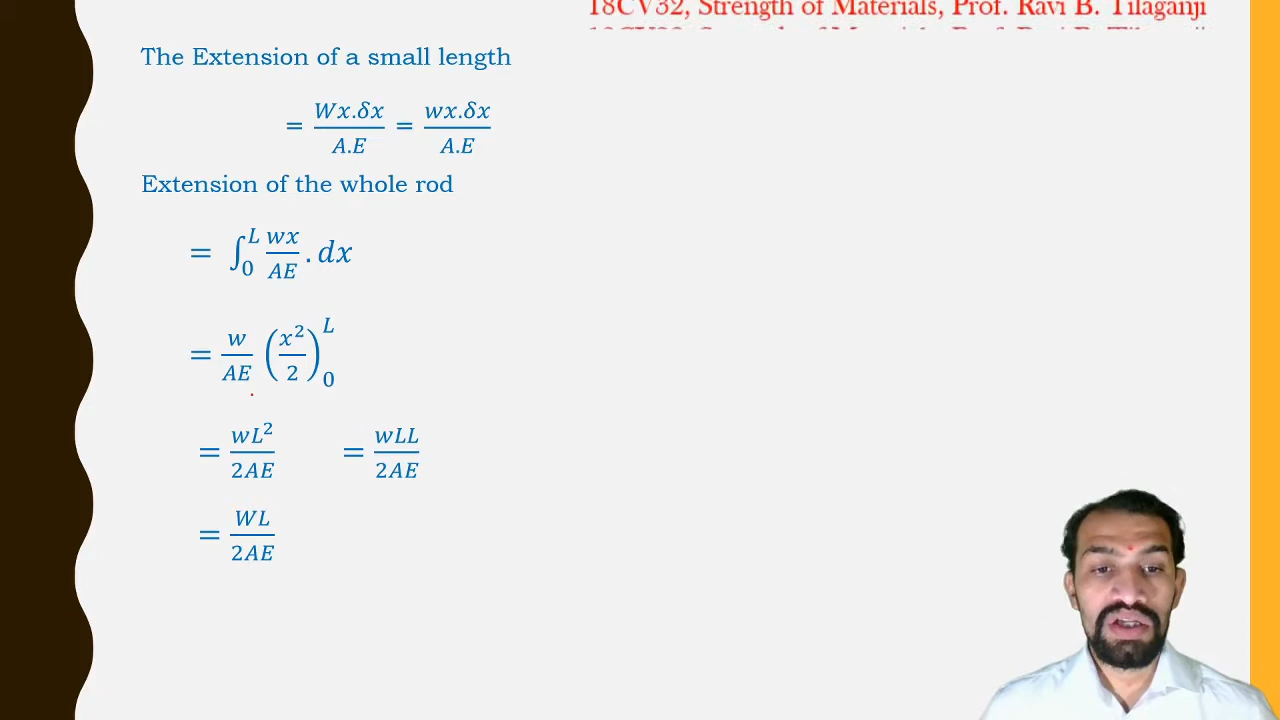 18CV32, Strength of Materials, Prof. Ravi B. Tilaganji
The Extension of a small length
= Wx.δx / A.E = wx.δx / A.E
Extension of the whole rod
= ∫₀ᴸ wx/AE . dx
= w/AE (x²/2)₀ᴸ
= wL²/2AE = wLL/2AE
= WL/2AE